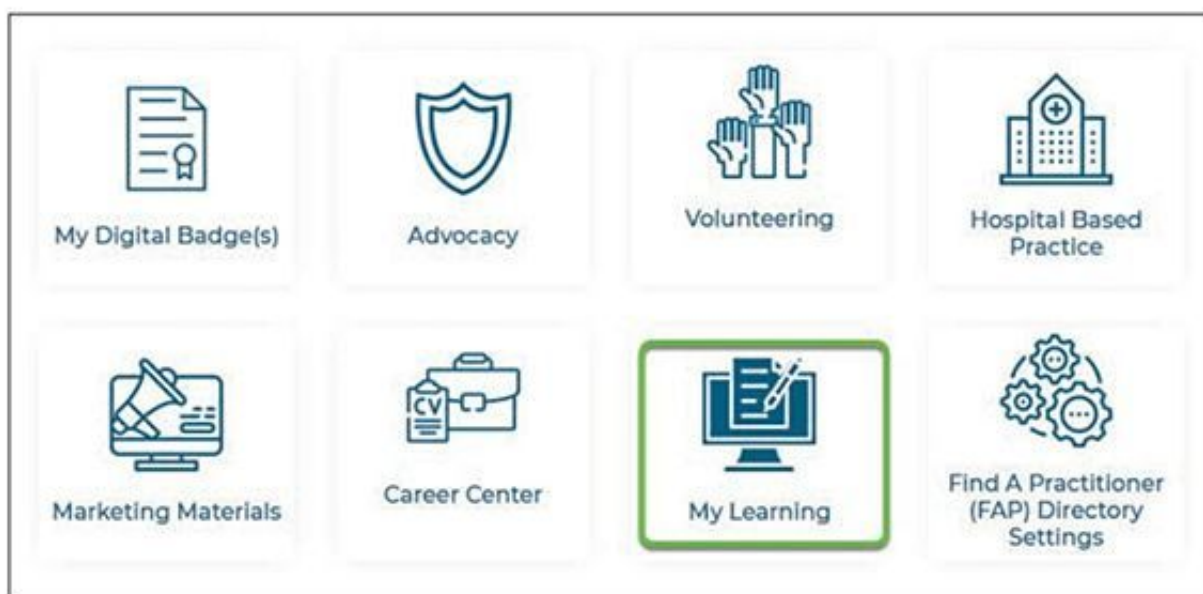 My Digital Badge(s)
Advocacy
Volunteering
Hospital Based
Practice
Marketing Materials
CV
Career Center
My Learning
Find A Practitioner
(FAP) Directory
Settings